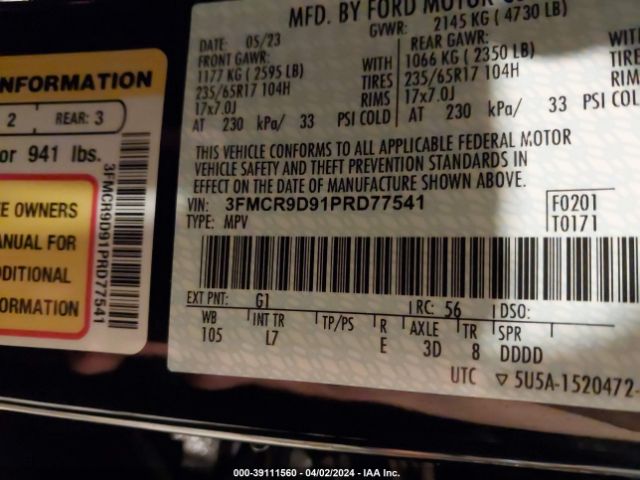 INFORMATION
2 REAR: 3
or 941 lbs.
OWNERS
MANUAL FOR
ADDITIONAL
INFORMATION
3FMCR9D91PRD77541
MFD. BY FORD MOTOR
DATE: 05/23 GVWR: 2145 KG ( 4730 LB)
FRONT GAWR: REAR GAWR:
1177 KG ( 2595 LB) WITH 1066 KG ( 2350 LB) WITH
235/65R17 104H TIRES 235/65R17 104H TIRES
17x7.0J RIMS 17x7.0J RIMS
AT 230 kPa/ 33 PSI COLD AT 230 kPa/ 33 PSI COLD
THIS VEHICLE CONFORMS TO ALL APPLICABLE FEDERAL MOTOR
VEHICLE SAFETY AND THEFT PREVENTION STANDARDS IN
EFFECT ON THE DATE OF MANUFACTURE SHOWN ABOVE.
VIN: 3FMCR9D91PRD77541 F0201
TYPE: MPV T0171
EXT PNT: G1 RC: 56 DSO:
WB INT TR TP/PS R AXLE TR SPR
105 L7 E 3D 8 DDDD
UTC ▽ 5U5A-1520472-
000-39111560 - 04/02/2024 - IAA Inc.